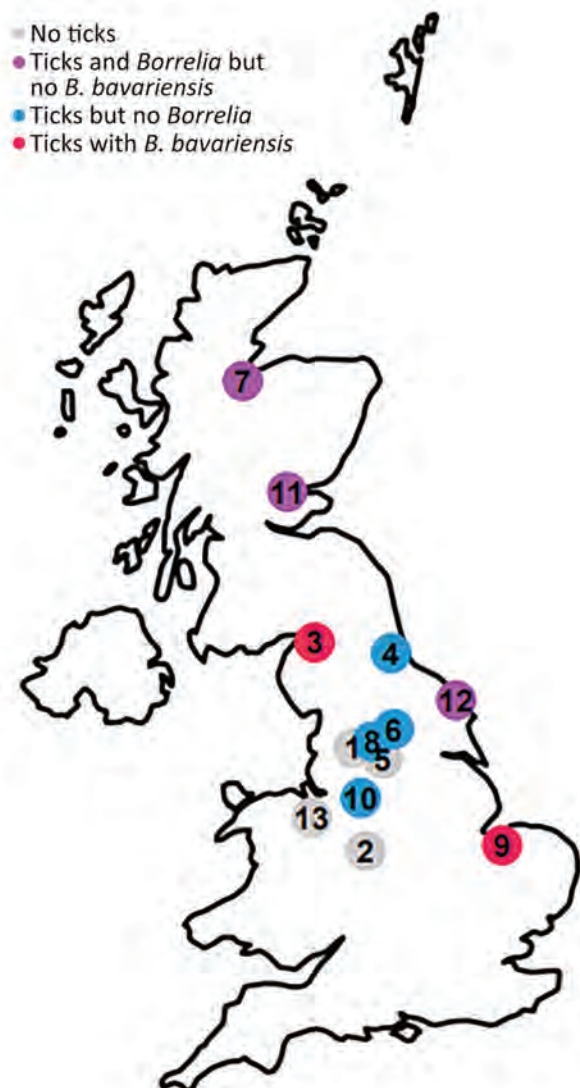 No ticks
Ticks and Borrelia but
no B. bavariensis
Ticks but no Borrelia
Ticks with B. bavariensis
7
11
3
4
12
6
1
8
5
10
13
2
9